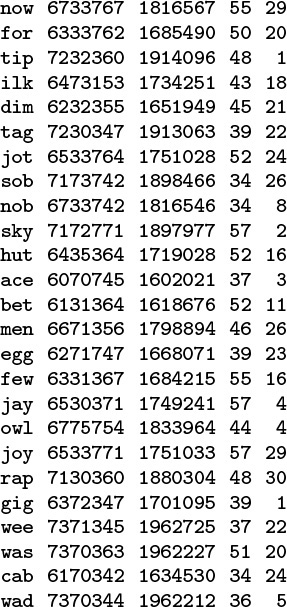 now 6733767 1816567 55 29
for 6333762 1685490 50 20
tip 7232360 1914096 48 1
ilk 6473153 1734251 43 18
dim 6232355 1651949 45 21
tag 7230347 1913063 39 22
jot 6533764 1751028 52 24
sob 7173742 1898466 34 26
nob 6733742 1816546 34 8
sky 7172771 1897977 57 2
hut 6435364 1719028 52 16
ace 6070745 1602021 37 3
bet 6131364 1618676 52 11
men 6671356 1798894 46 26
egg 6271747 1668071 39 23
few 6331367 1684215 55 16
jay 6530371 1749241 57 4
owl 6775754 1833964 44 4
joy 6533771 1751033 57 29
rap 7130360 1880304 48 30
gig 6372347 1701095 39 1
wee 7371345 1962725 37 22
was 7370363 1962227 51 20
cab 6170342 1634530 34 24
wad 7370344 1962212 36 5